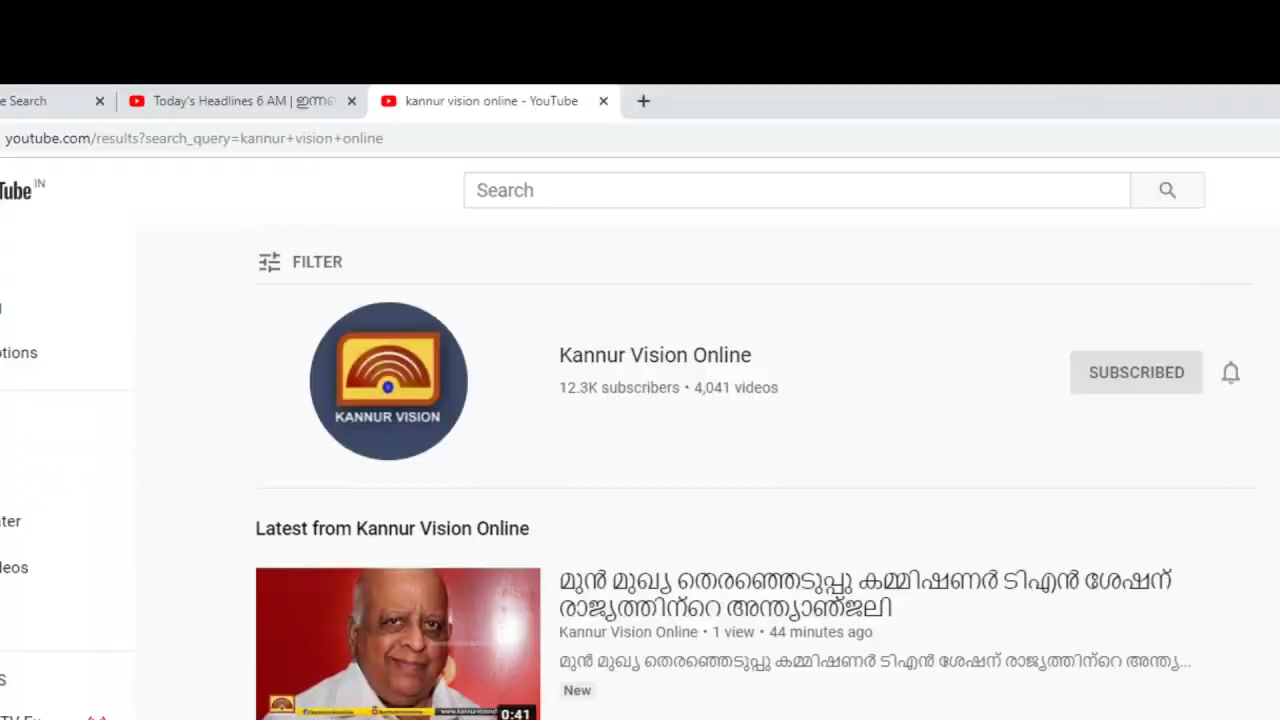 e Search
Today's Headlines 6 AM | ഇന്ന
kannur vision online - YouTube
youtube.com/results?search_query=kannur+vision+online
Tube IN
Search
FILTER
KANNUR VISION
Kannur Vision Online
12.3K subscribers • 4,041 videos
SUBSCRIBED
otions
ter
leos
Latest from Kannur Vision Online
മുൻ മുഖ്യ തെരഞ്ഞെടുപ്പു കമ്മിഷണർ ടിഎൻ ശേഷന്
രാജ്യത്തിന്റെ അന്ത്യാഞ്ജലി
Kannur Vision Online • 1 view • 44 minutes ago
മുൻ മുഖ്യ തെരഞ്ഞെടുപ്പു കമ്മിഷണർ ടിഎൻ ശേഷന് രാജ്യത്തിന്റെ അന്ത്യ...
New
0:41
S